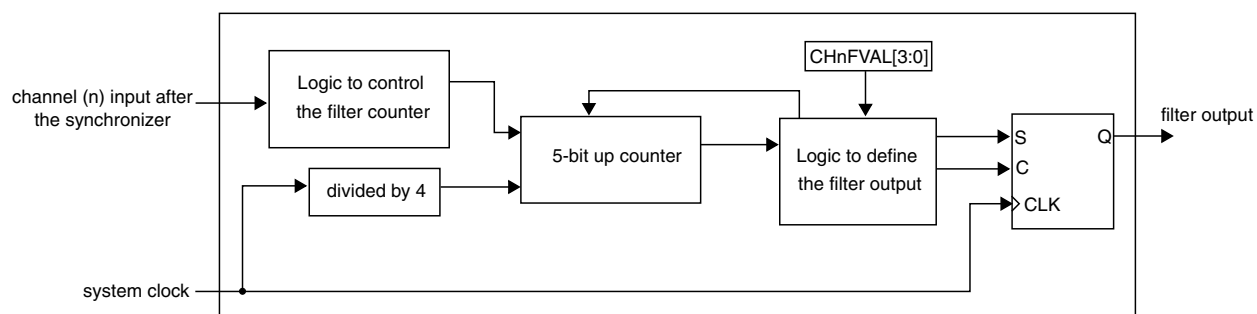 channel (n) input after
the synchronizer
Logic to control
the filter counter
divided by 4
system clock
5-bit up counter
CHnFVAL[3:0]
Logic to define
the filter output
S
C
CLK
Q
filter output